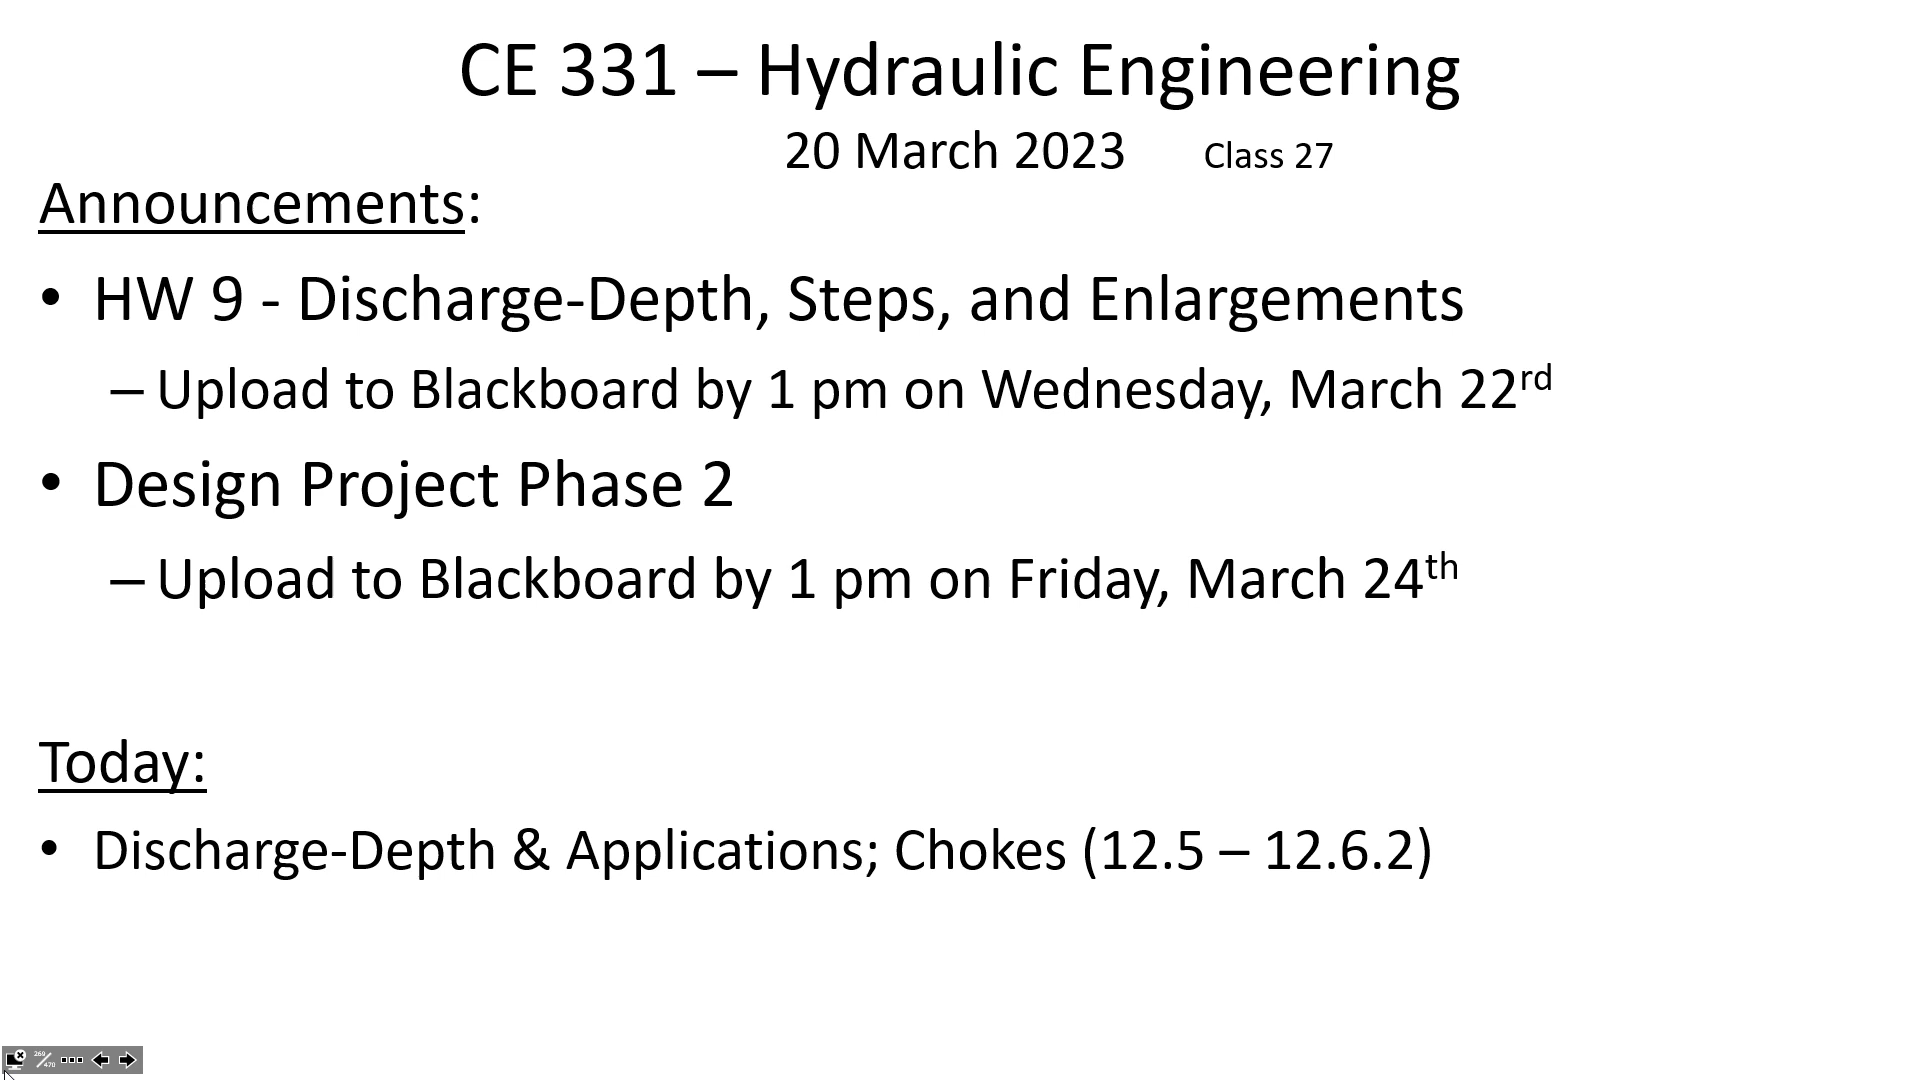 CE 331 – Hydraulic Engineering
20 March 2023 Class 27
Announcements:
• HW 9 - Discharge-Depth, Steps, and Enlargements
– Upload to Blackboard by 1 pm on Wednesday, March 22rd
• Design Project Phase 2
– Upload to Blackboard by 1 pm on Friday, March 24th
Today:
• Discharge-Depth & Applications; Chokes (12.5 – 12.6.2)
269/470